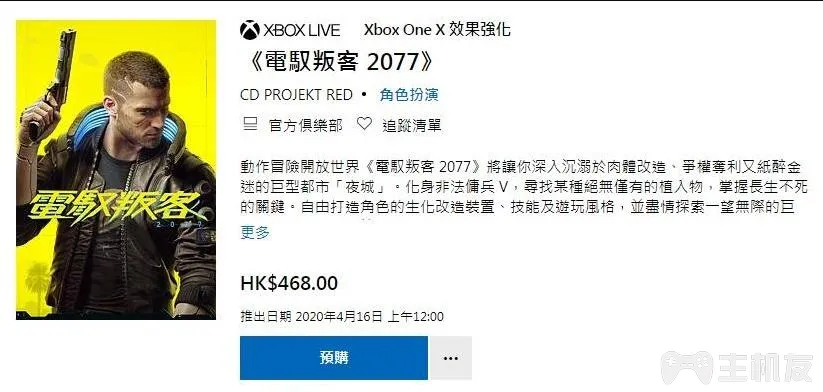 XBOX LIVE Xbox One X 效果強化
《電馭叛客 2077》
CD PROJEKT RED • 角色扮演
官方俱樂部 追蹤清單
動作冒險開放世界《電馭叛客 2077》將讓你深入沉溺於肉體改造、爭權奪利又紙醉金
迷的巨型都市「夜城」。化身非法傭兵 V，尋找某種絕無僅有的植入物，掌握長生不死
的關鍵。自由打造角色的生化改造裝置、技能及遊玩風格，並盡情探索一望無際的巨
更多
電馭叛客
2077
HK$468.00
推出日期 2020年4月16日 上午12:00
預購
...
主机友